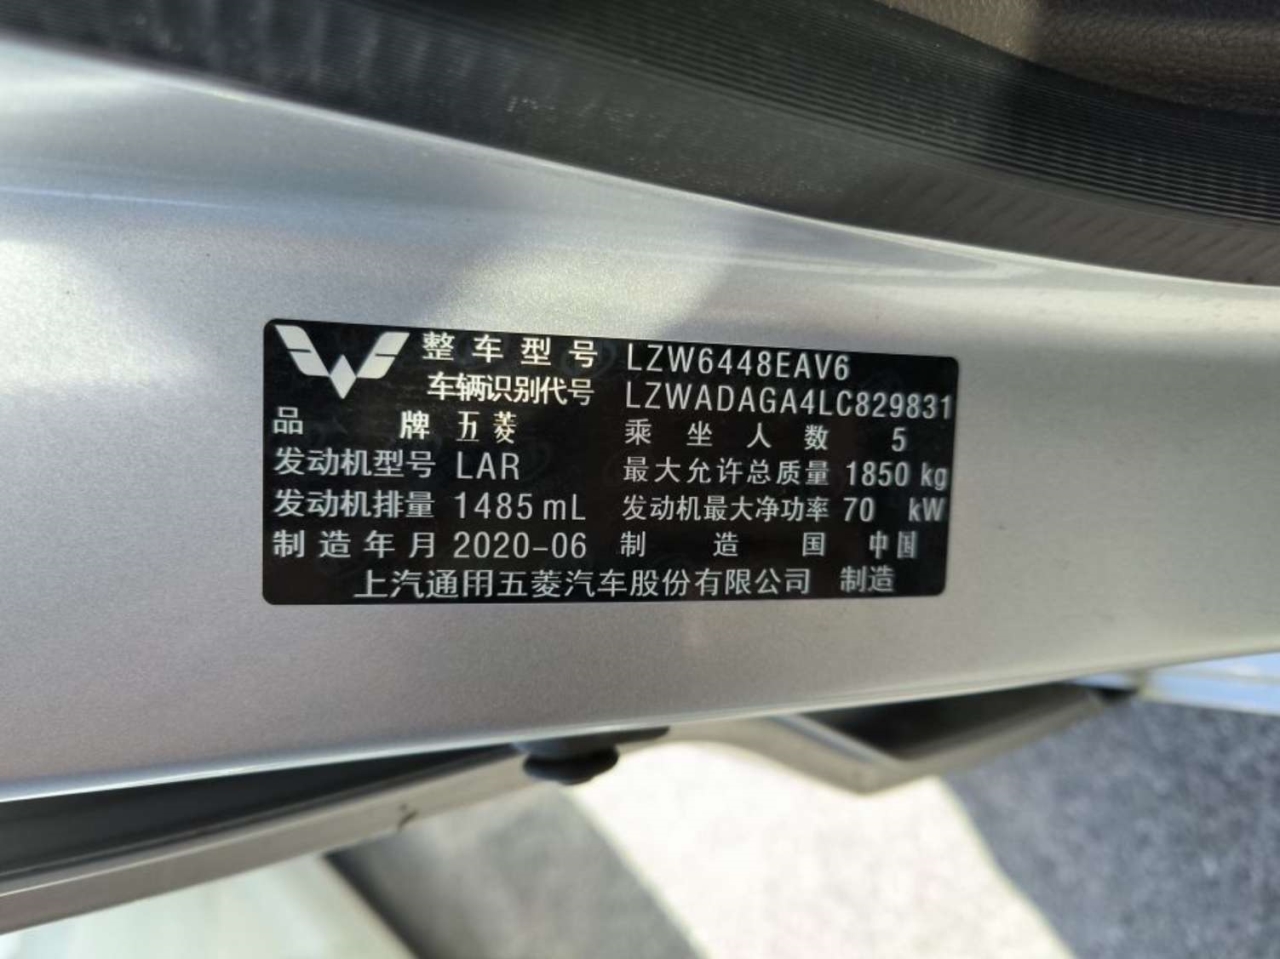 整车型号 LZW6448EAV6
车辆识别代号 LZWADAGA4LC829831
品牌 五菱 乘坐人数 5
发动机型号 LAR 最大允许总质量 1850 kg
发动机排量 1485 mL 发动机最大净功率 70 kW
制造年月 2020-06 制造国 中国
上汽通用五菱汽车股份有限公司 制造